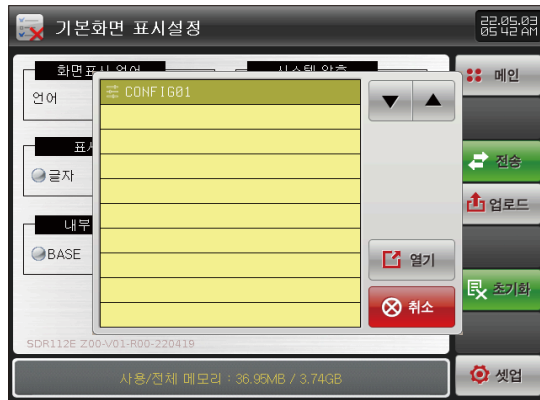 기본화면 표시설정
22.05.03
05:42 AM
메인
언어
CONFIG01
전송
글자
업로드
내부
BASE
열기
초기화
취소
SDR112E Z00-V01-R00-220419
사용/전체 메모리 : 36.95MB / 3.74GB
셋업